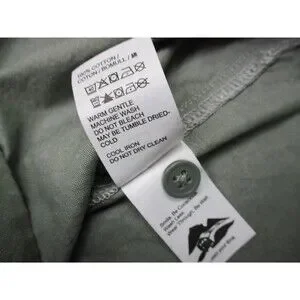 100% COTTON /
COTON / BOMULL /
WARM GENTLE
MACHINE WASH
DO NOT BLEACH
MAY BE TUMBLE DRIED.
COLD
COOL IRON
DO NOT DRY CLEAN